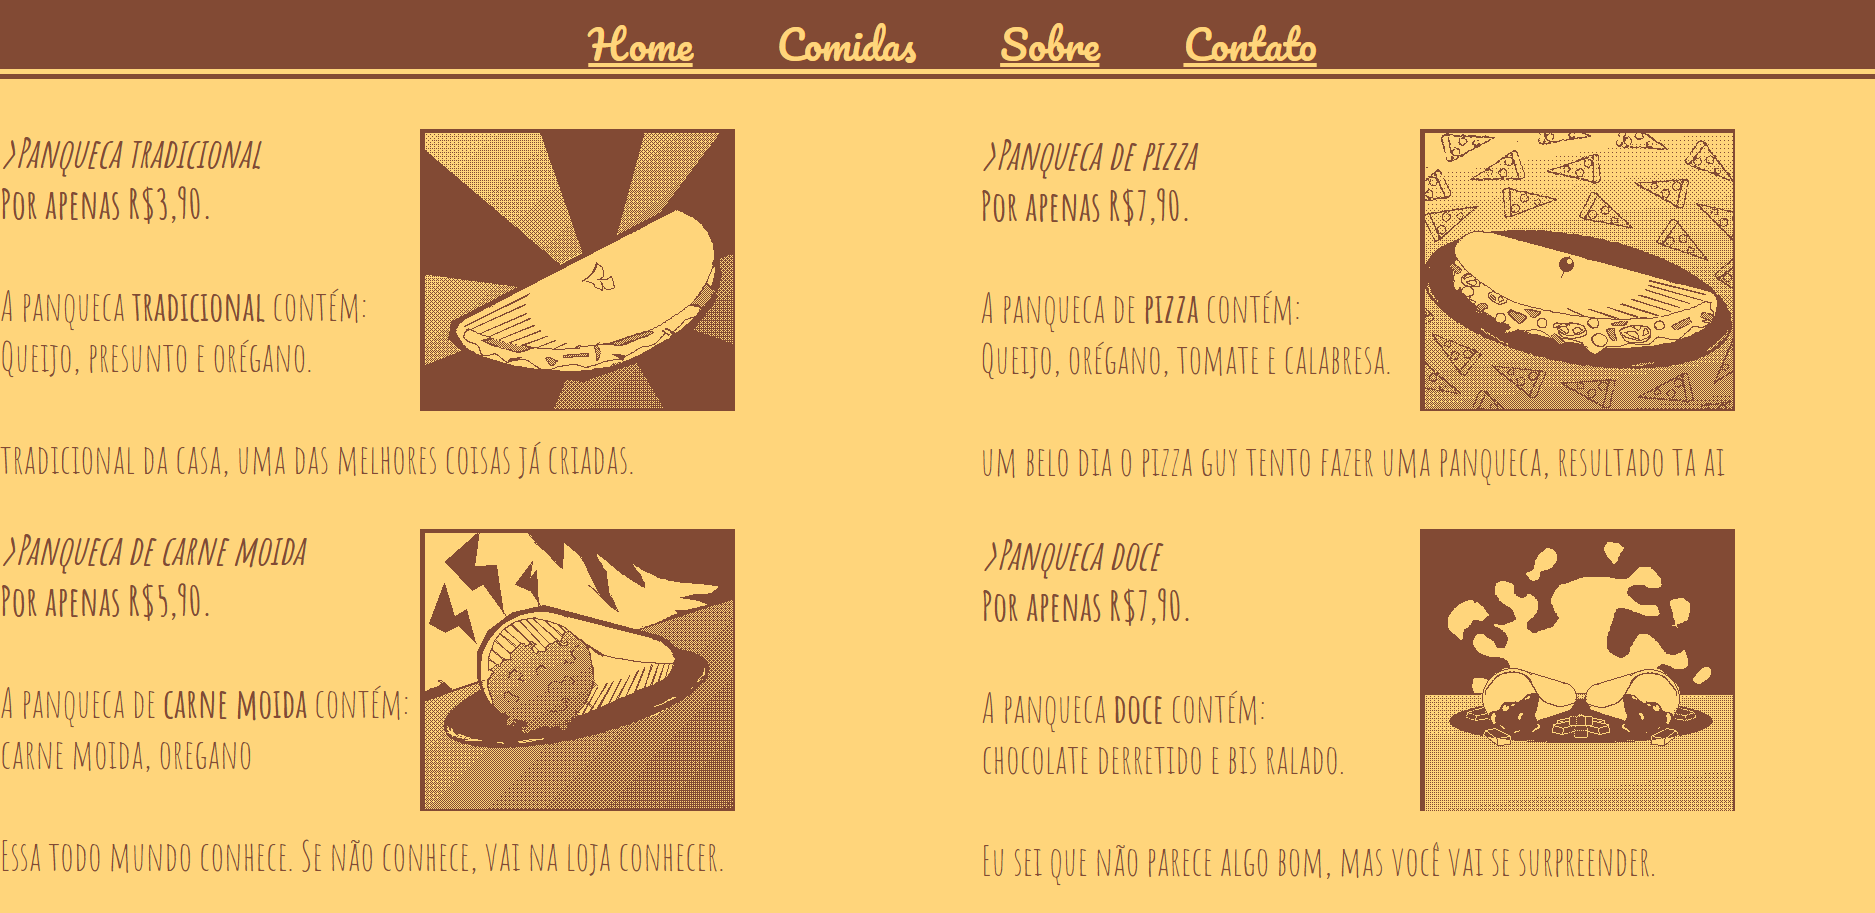 Home Comidas Sobre Contato
>Panqueca tradicional
Por apenas R$3,90.
A panqueca tradicional contém:
Queijo, presunto e orégano.
tradicional da casa, uma das melhores coisas já criadas.
>Panqueca de pizza
Por apenas R$7,90.
A panqueca de pizza contém:
Queijo, orégano, tomate e calabresa.
um belo dia o pizza guy tento fazer uma panqueca, resultado ta ai
>Panqueca de carne moida
Por apenas R$5,90.
A panqueca de carne moida contém:
carne moida, oregano
Essa todo mundo conhece. Se não conhece, vai na loja conhecer.
>Panqueca doce
Por apenas R$7,90.
A panqueca doce contém:
chocolate derretido e bis ralado.
Eu sei que não parece algo bom, mas você vai se surpreender.